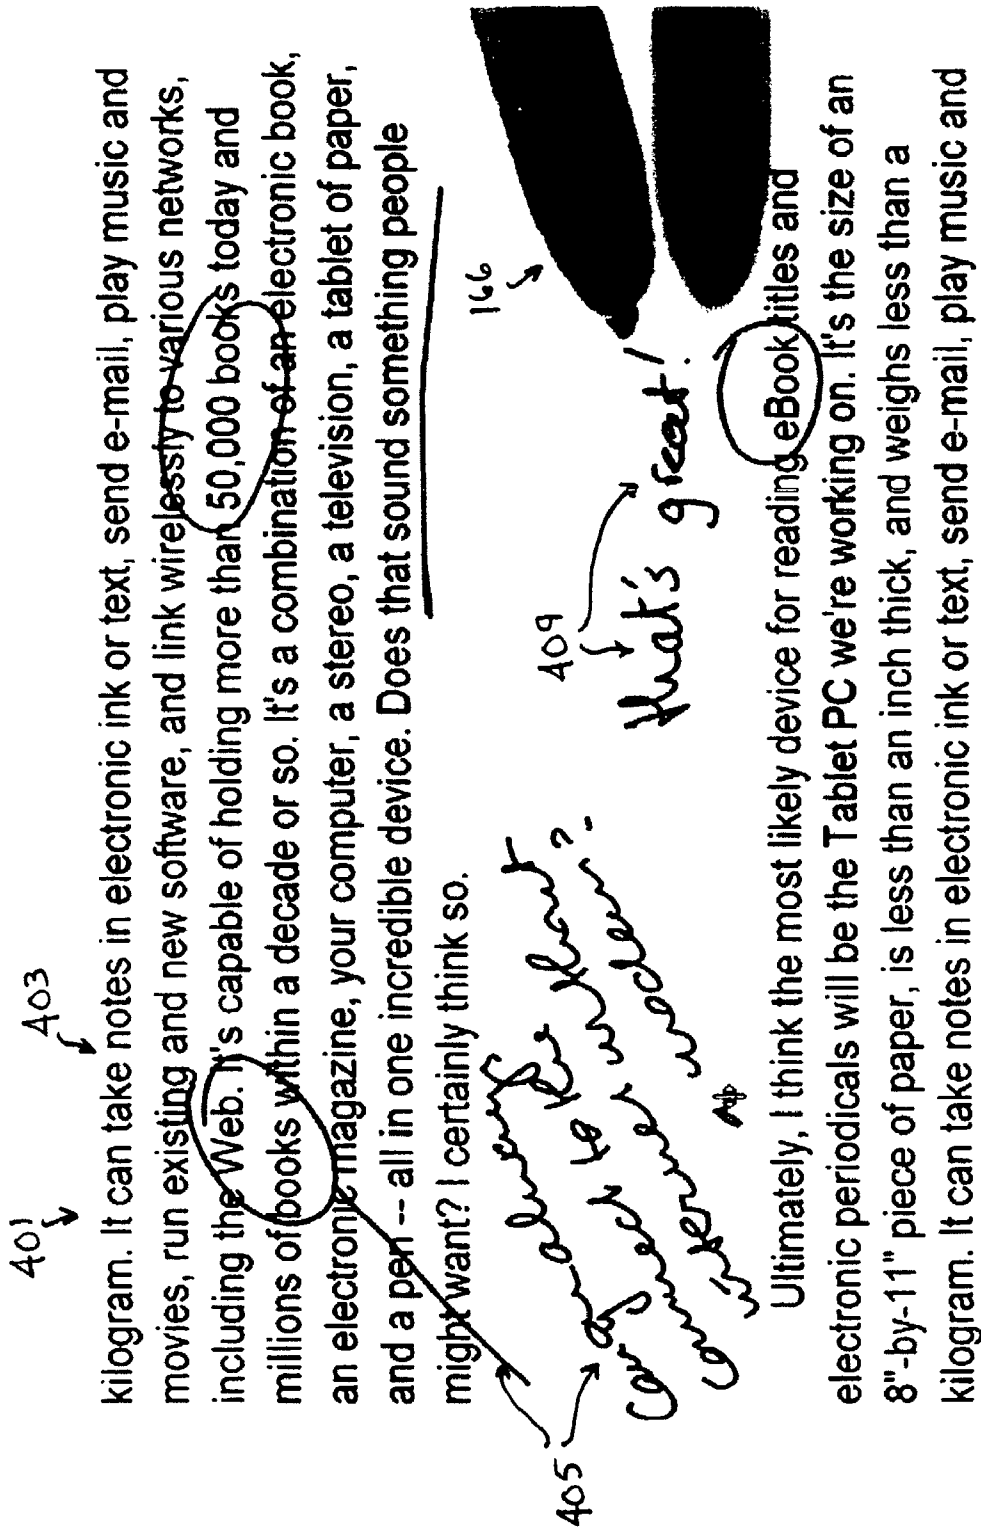 401
403
kilogram. It can take notes in electronic ink or text, send e-mail, play music and
movies, run existing and new software, and link wirelessly to various networks,
including the Web. It's capable of holding more than 50,000 books today and
millions of books within a decade or so. It's a combination of an electronic book,
an electronic magazine, your computer, a stereo, a television, a tablet of paper,
and a pen -- all in one incredible device. Does that sound something people
might want? I certainly think so.
166
405
409
Can
to the
that's great!
Ultimately, I think the most likely device for reading eBook titles and
electronic periodicals will be the Tablet PC we're working on. It's the size of an
8"-by-11" piece of paper, is less than an inch thick, and weighs less than a
kilogram. It can take notes in electronic ink or text, send e-mail, play music and